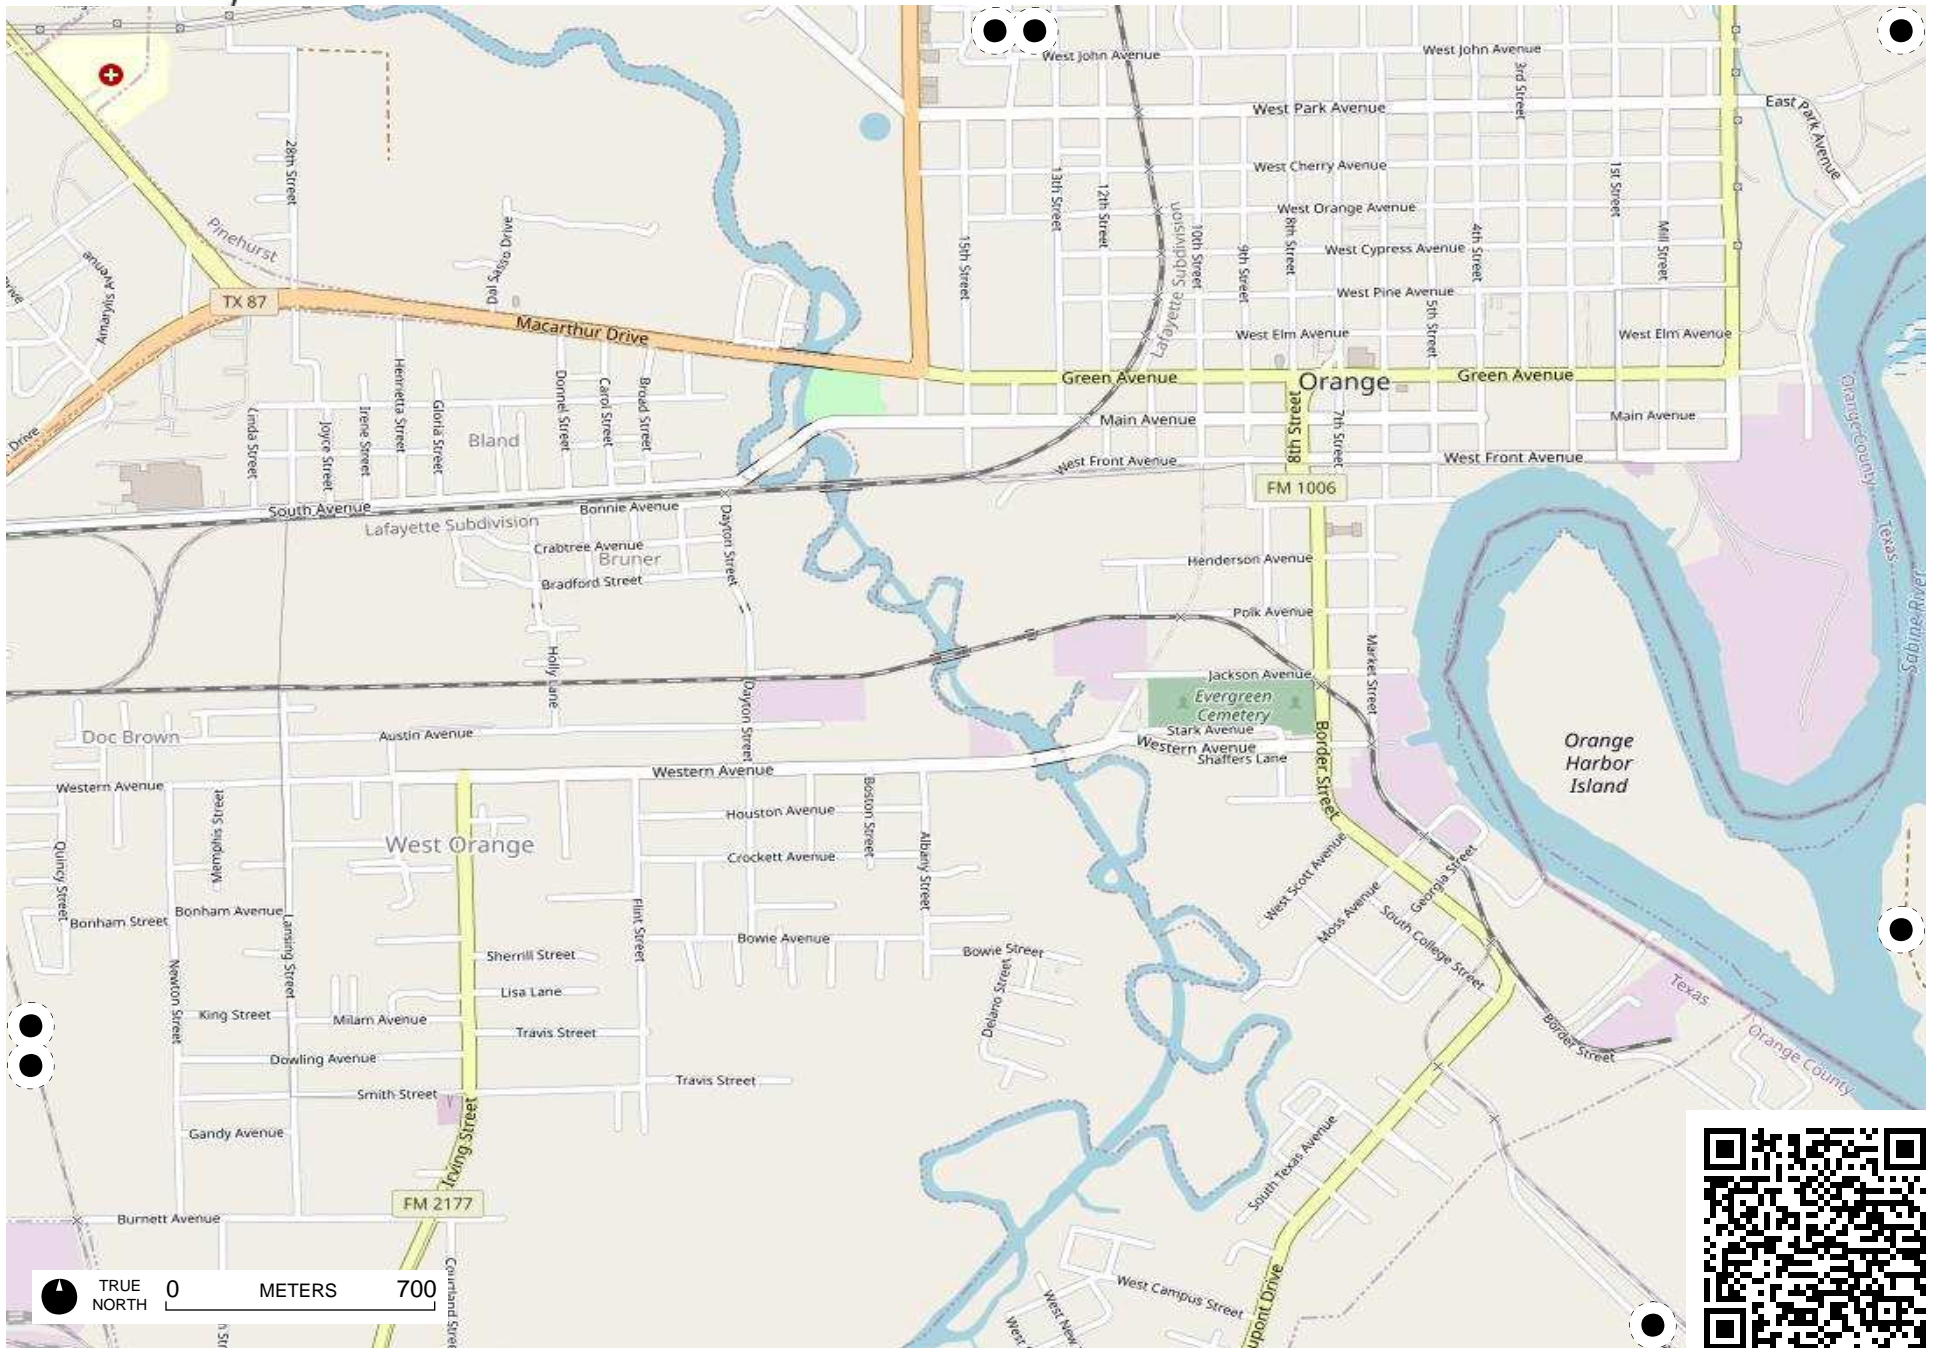 West John Avenue
West John Avenue
3rd Street
West Park Avenue
East Park Avenue
28th Street
13th Street
12th Street
West Cherry Avenue
1st Street
West Orange Avenue
Pinehurst
Dal Sasso Drive
15th Street
Lafayette Subdivision
10th Street
9th Street
8th Street
West Cypress Avenue
4th Street
Mill Street
Amaryllis Avenue
TX 87
Macarthur Drive
West Pine Avenue
5th Street
West Elm Avenue
West Elm Avenue
Green Avenue
Orange
Green Avenue
Orange County
Texas
Sabine River
Linda Street
Joyce Street
Irene Street
Henrietta Street
Gloria Street
Bland
Donnel Street
Carol Street
Broad Street
Drive
Main Avenue
8th Street
7th Street
Main Avenue
West Front Avenue
West Front Avenue
FM 1006
South Avenue
Bonnie Avenue
Lafayette Subdivision
Crabtree Avenue
Bruner
Bradford Street
Dayton Street
Henderson Avenue
Polk Avenue
Holly Lane
Dayton Street
Jackson Avenue
Market Street
Evergreen
Cemetery
Doc Brown
Austin Avenue
Stark Avenue
Western Avenue
Shaffers Lane
Border Street
Orange
Harbor
Island
Western Avenue
Western Avenue
Memphis Street
Houston Avenue
Boston Street
Quincy Street
West Orange
Crockett Avenue
Albany Street
West Scott Avenue
Moss Avenue
Georgia Street
South College Street
Bonham Street
Bonham Avenue
Lansing Street
Flint Street
Bowie Avenue
Bowie Street
Sherrill Street
Newton Street
Lisa Lane
Delano Street
Texas
Orange County
King Street
Milam Avenue
Travis Street
Border Street
Dowling Avenue
Travis Street
Smith Street
Gandy Avenue
Irving Street
South Texas Avenue
FM 2177
Burnett Avenue
Courtland Stree
West Campus Street
West New
West
upont Drive
TRUE
NORTH
0 METERS 700